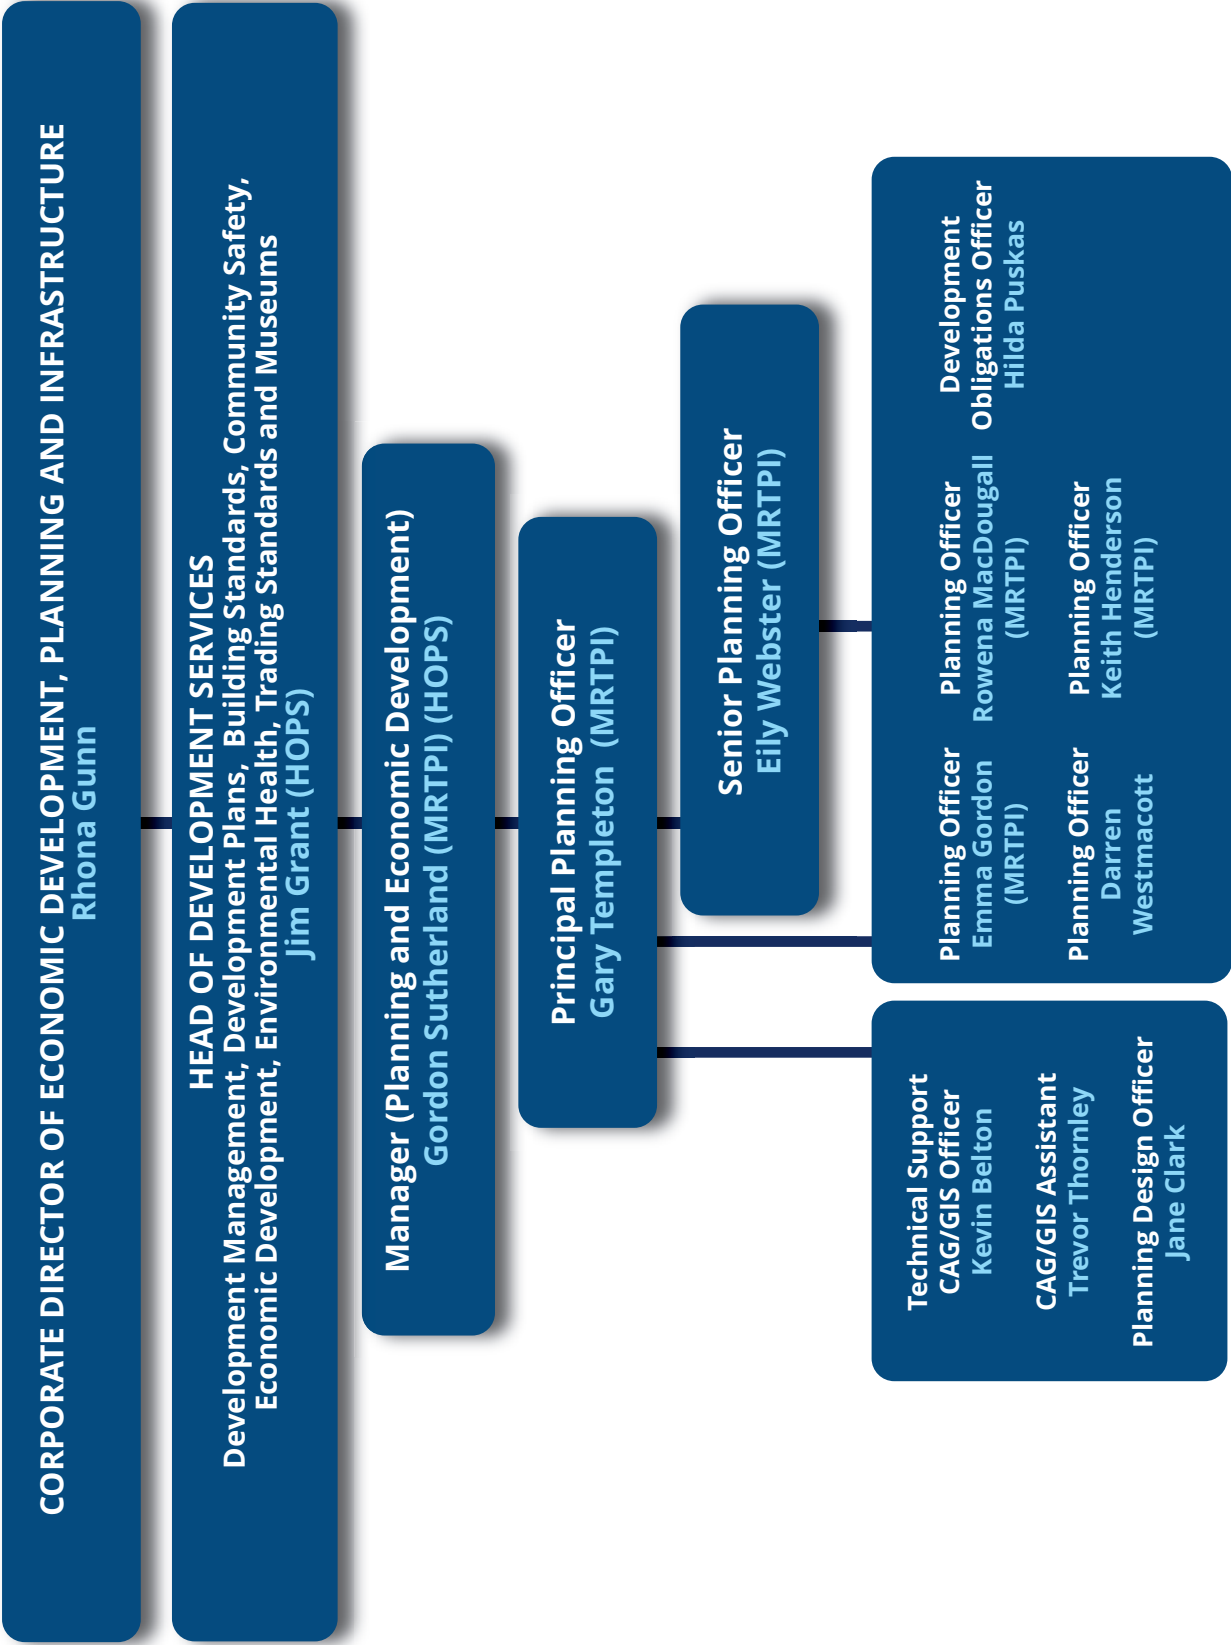 CORPORATE DIRECTOR OF ECONOMIC DEVELOPMENT, PLANNING AND INFRASTRUCTURE
Rhona Gunn
HEAD OF DEVELOPMENT SERVICES
Development Management, Development Plans, Building Standards, Community Safety,
Economic Development, Environmental Health, Trading Standards and Museums
Jim Grant (HOPS)
Manager (Planning and Economic Development)
Gordon Sutherland (MRTPI) (HOPS)
Principal Planning Officer
Gary Templeton (MRTPI)
Senior Planning Officer
Eily Webster (MRTPI)
Technical Support
CAG/GIS Officer
Kevin Belton
CAG/GIS Assistant
Trevor Thornley
Planning Design Officer
Jane Clark
Planning Officer
Emma Gordon
(MRTPI)
Planning Officer
Rowena MacDougall
(MRTPI)
Development
Obligations Officer
Hilda Puskas
Planning Officer
Darren
Westmacott
Planning Officer
Keith Henderson
(MRTPI)